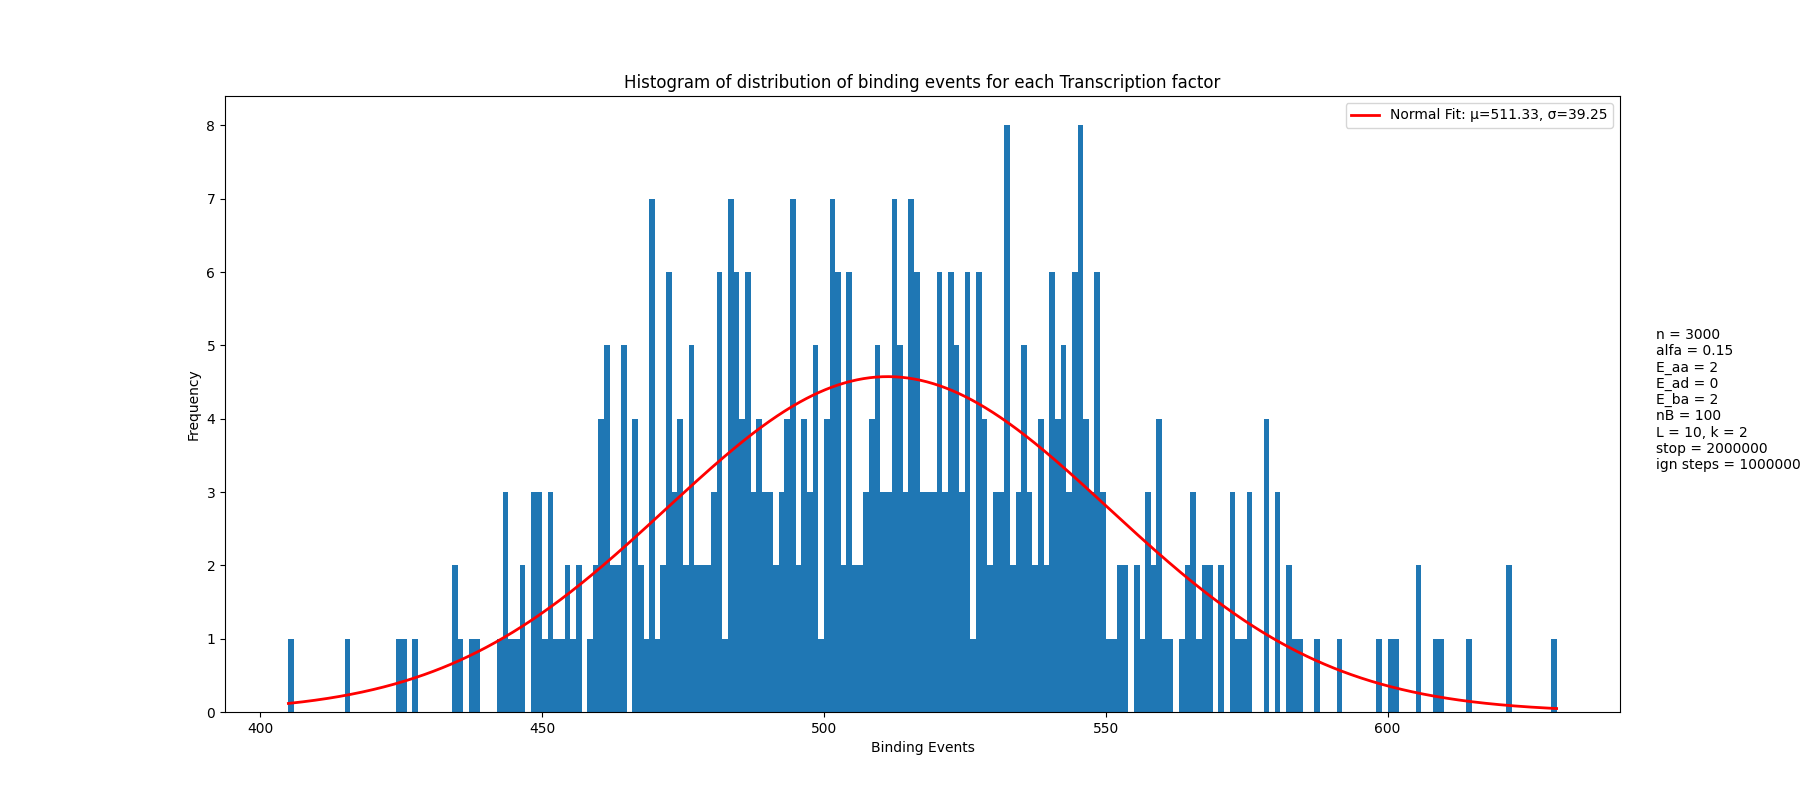 Histogram of distribution of binding events for each Transcription factor
Normal Fit: μ=511.33, σ=39.25
8
7
6
5
4
3
2
1
0
Frequency
400 450 500 550 600
Binding Events
n = 3000
alfa = 0.15
E_aa = 2
E_ad = 0
E_ba = 2
nB = 100
L = 10, k = 2
stop = 2000000
ign steps = 1000000